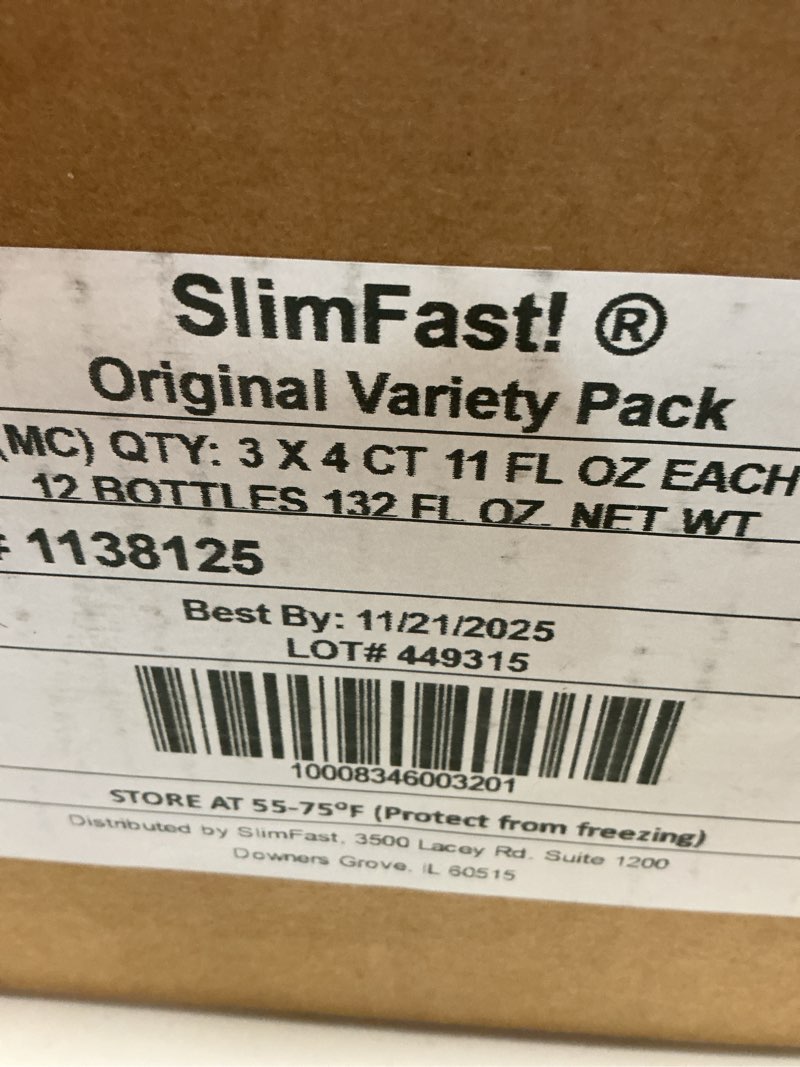 SlimFast! ®
Original Variety Pack
(MC) QTY: 3 X 4 CT 11 FL OZ EACH
12 BOTTLES 132 FL OZ. NET WT
# 1138125
Best By: 11/21/2025
LOT# 449315
10008346003201
STORE AT 55-75°F (Protect from freezing)
Distributed by SlimFast, 3500 Lacey Rd. Suite 1200
Downers Grove, IL 60515